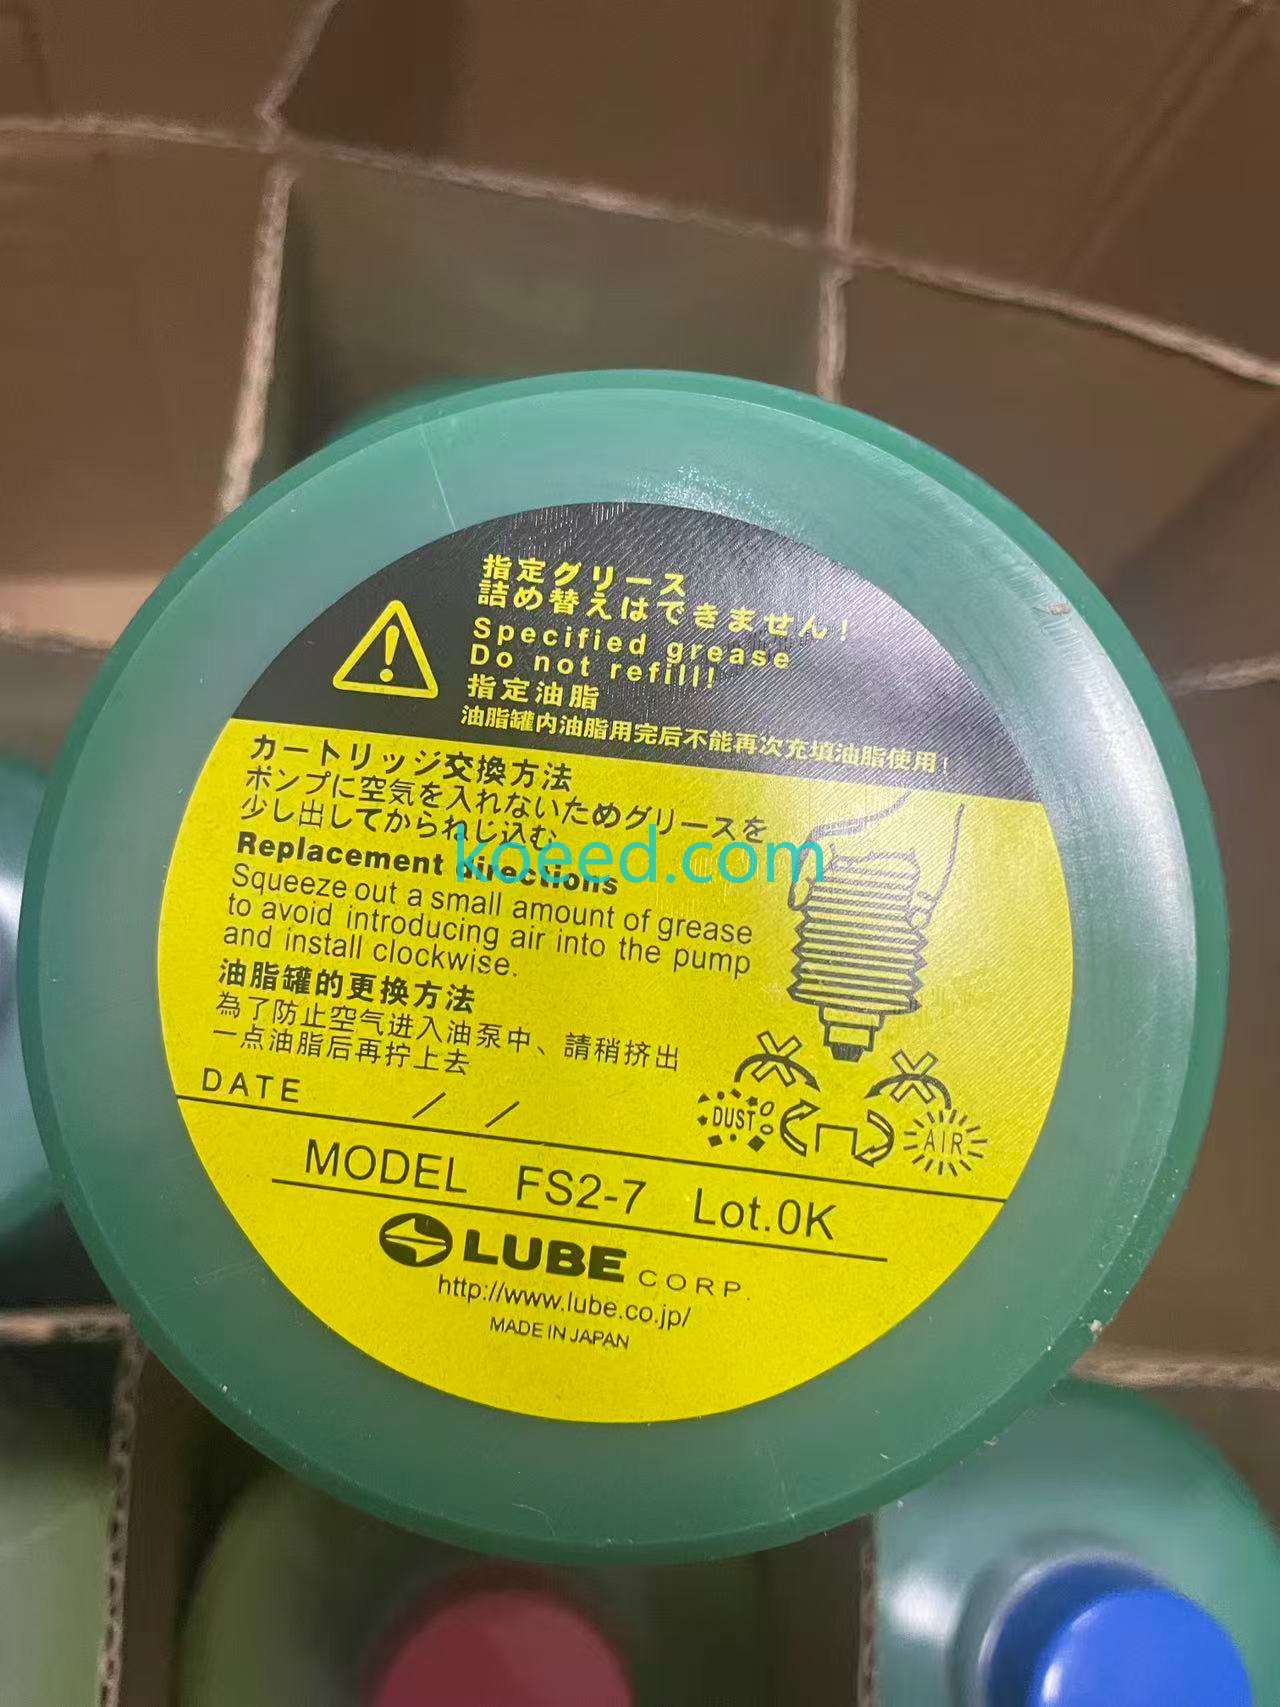 指定グリース
詰め替えはできません!
Specified grease
Do not refill!
指定油脂
油脂罐内油脂用完后不能再次充填油脂使用!
カートリッジ交換方法
ポンプに空気を入れないためグリースを
少し出してからねじ込む
Replacement directions
koeed.com
Squeeze out a small amount of grease
to avoid introducing air into the pump
and install clockwise.
油脂罐的更换方法
為了防止空气进入油泵中、請稍挤出
一点油脂后再拧上去
DUST
AIR
DATE / /
MODEL FS2-7 Lot.0K
LUBE CORP.
http://www.lube.co.jp/
MADE IN JAPAN